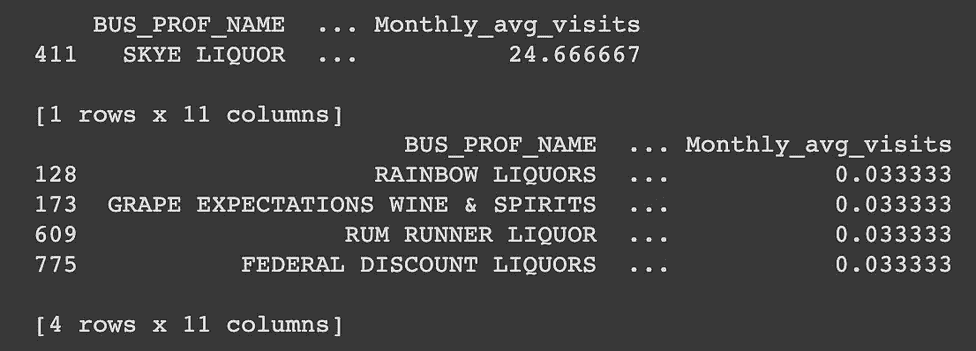 BUS_PROF_NAME ... Monthly_avg_visits
411 SKYE LIQUOR ... 24.666667
[1 rows x 11 columns]
BUS_PROF_NAME ... Monthly_avg_visits
128 RAINBOW LIQUORS ... 0.033333
173 GRAPE EXPECTATIONS WINE & SPIRITS ... 0.033333
609 RUM RUNNER LIQUOR ... 0.033333
775 FEDERAL DISCOUNT LIQUORS ... 0.033333
[4 rows x 11 columns]